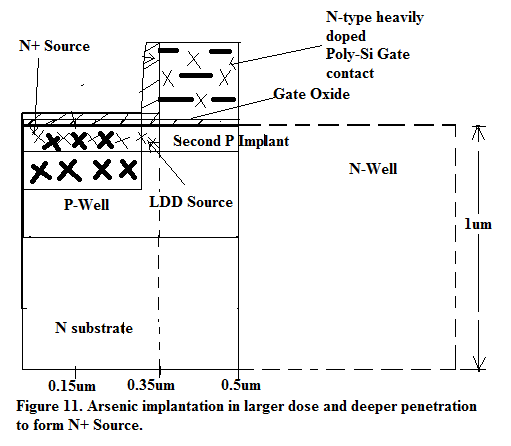 N-type heavily
doped
Poly-Si Gate
contact
N+ Source
Gate Oxide
Second P Implant
N-Well
P-Well
LDD Source
1um
N substrate
0.15um
0.35um
0.5um
Figure 11. Arsenic implantation in larger dose and deeper penetration
to form N+ Source.